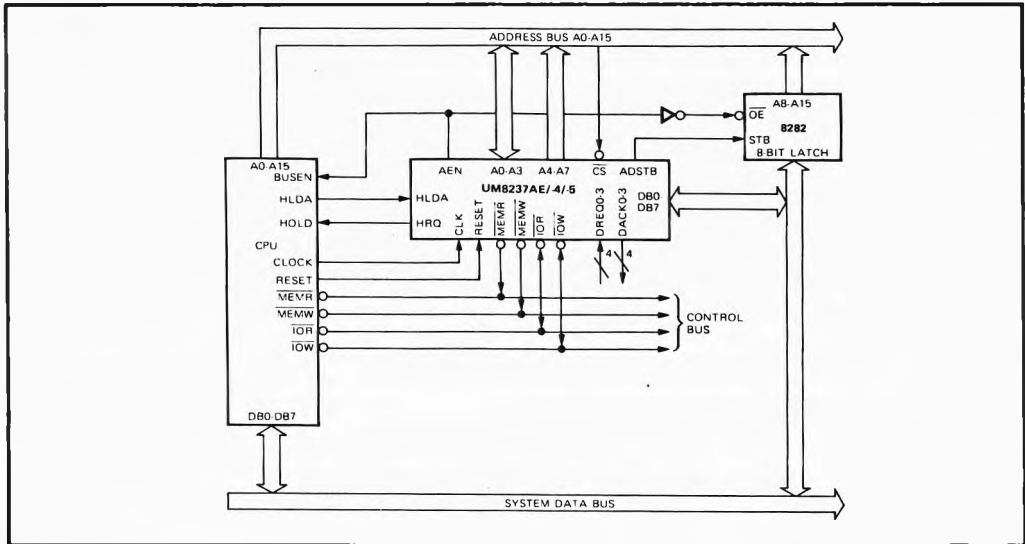 ADDRESS BUS A0-A15
A8-A15
OE
8282
STB
8-BIT LATCH
A0-A15
BUSEN
HLDA
HOLD
CPU
CLOCK
RESET
MEMR
MEMW
IOR
IOW
DB0-DB7
AEN
A0-A3
A4-A7
CS
ADSTB
UM8237AE/-4/-5
HLDA
HRQ
CLK
RESET
MEMR
MEMW
IOR
IOW
DREQ0-3
DACK0-3
DB0-
DB7
4
4
CONTROL
BUS
SYSTEM DATA BUS